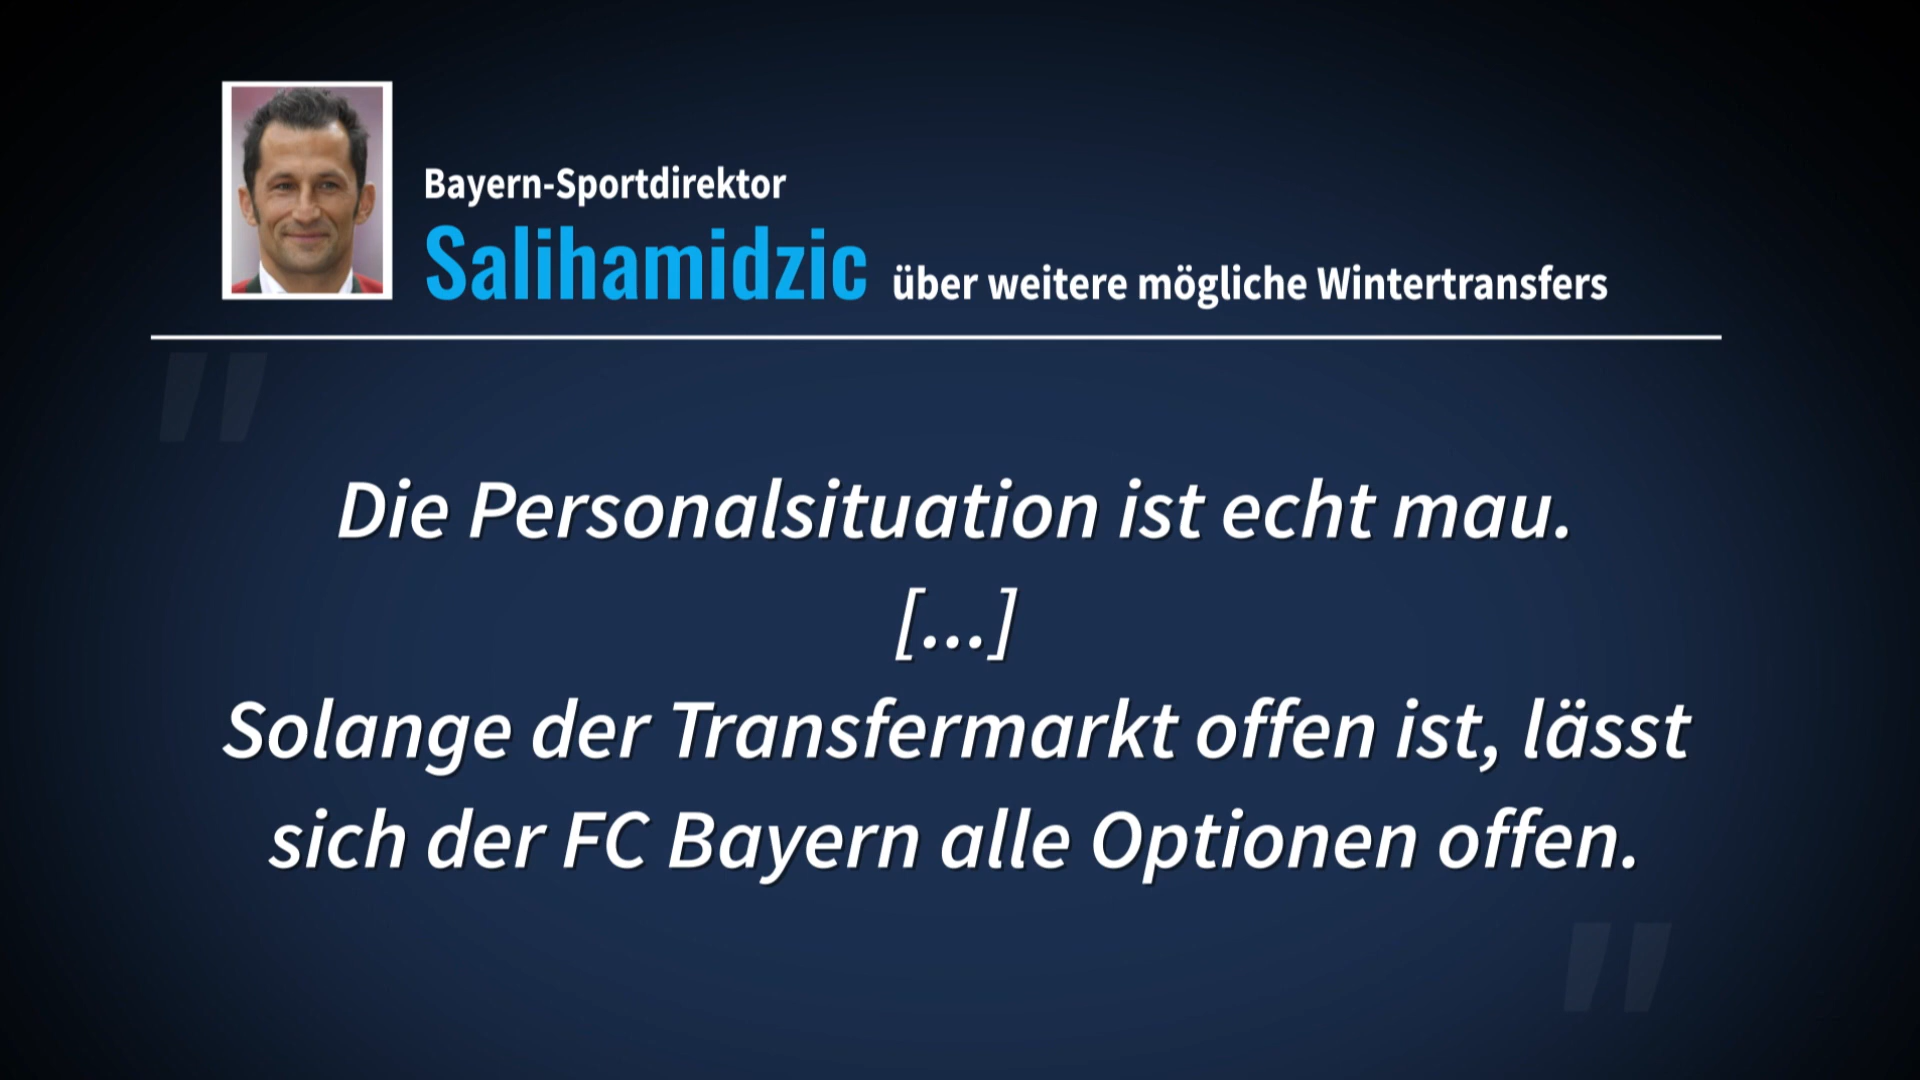 Bayern-Sportdirektor
Salihamidzic über weitere mögliche Wintertransfers
"
Die Personalsituation ist echt mau.
[...]
Solange der Transfermarkt offen ist, lässt
sich der FC Bayern alle Optionen offen.
"